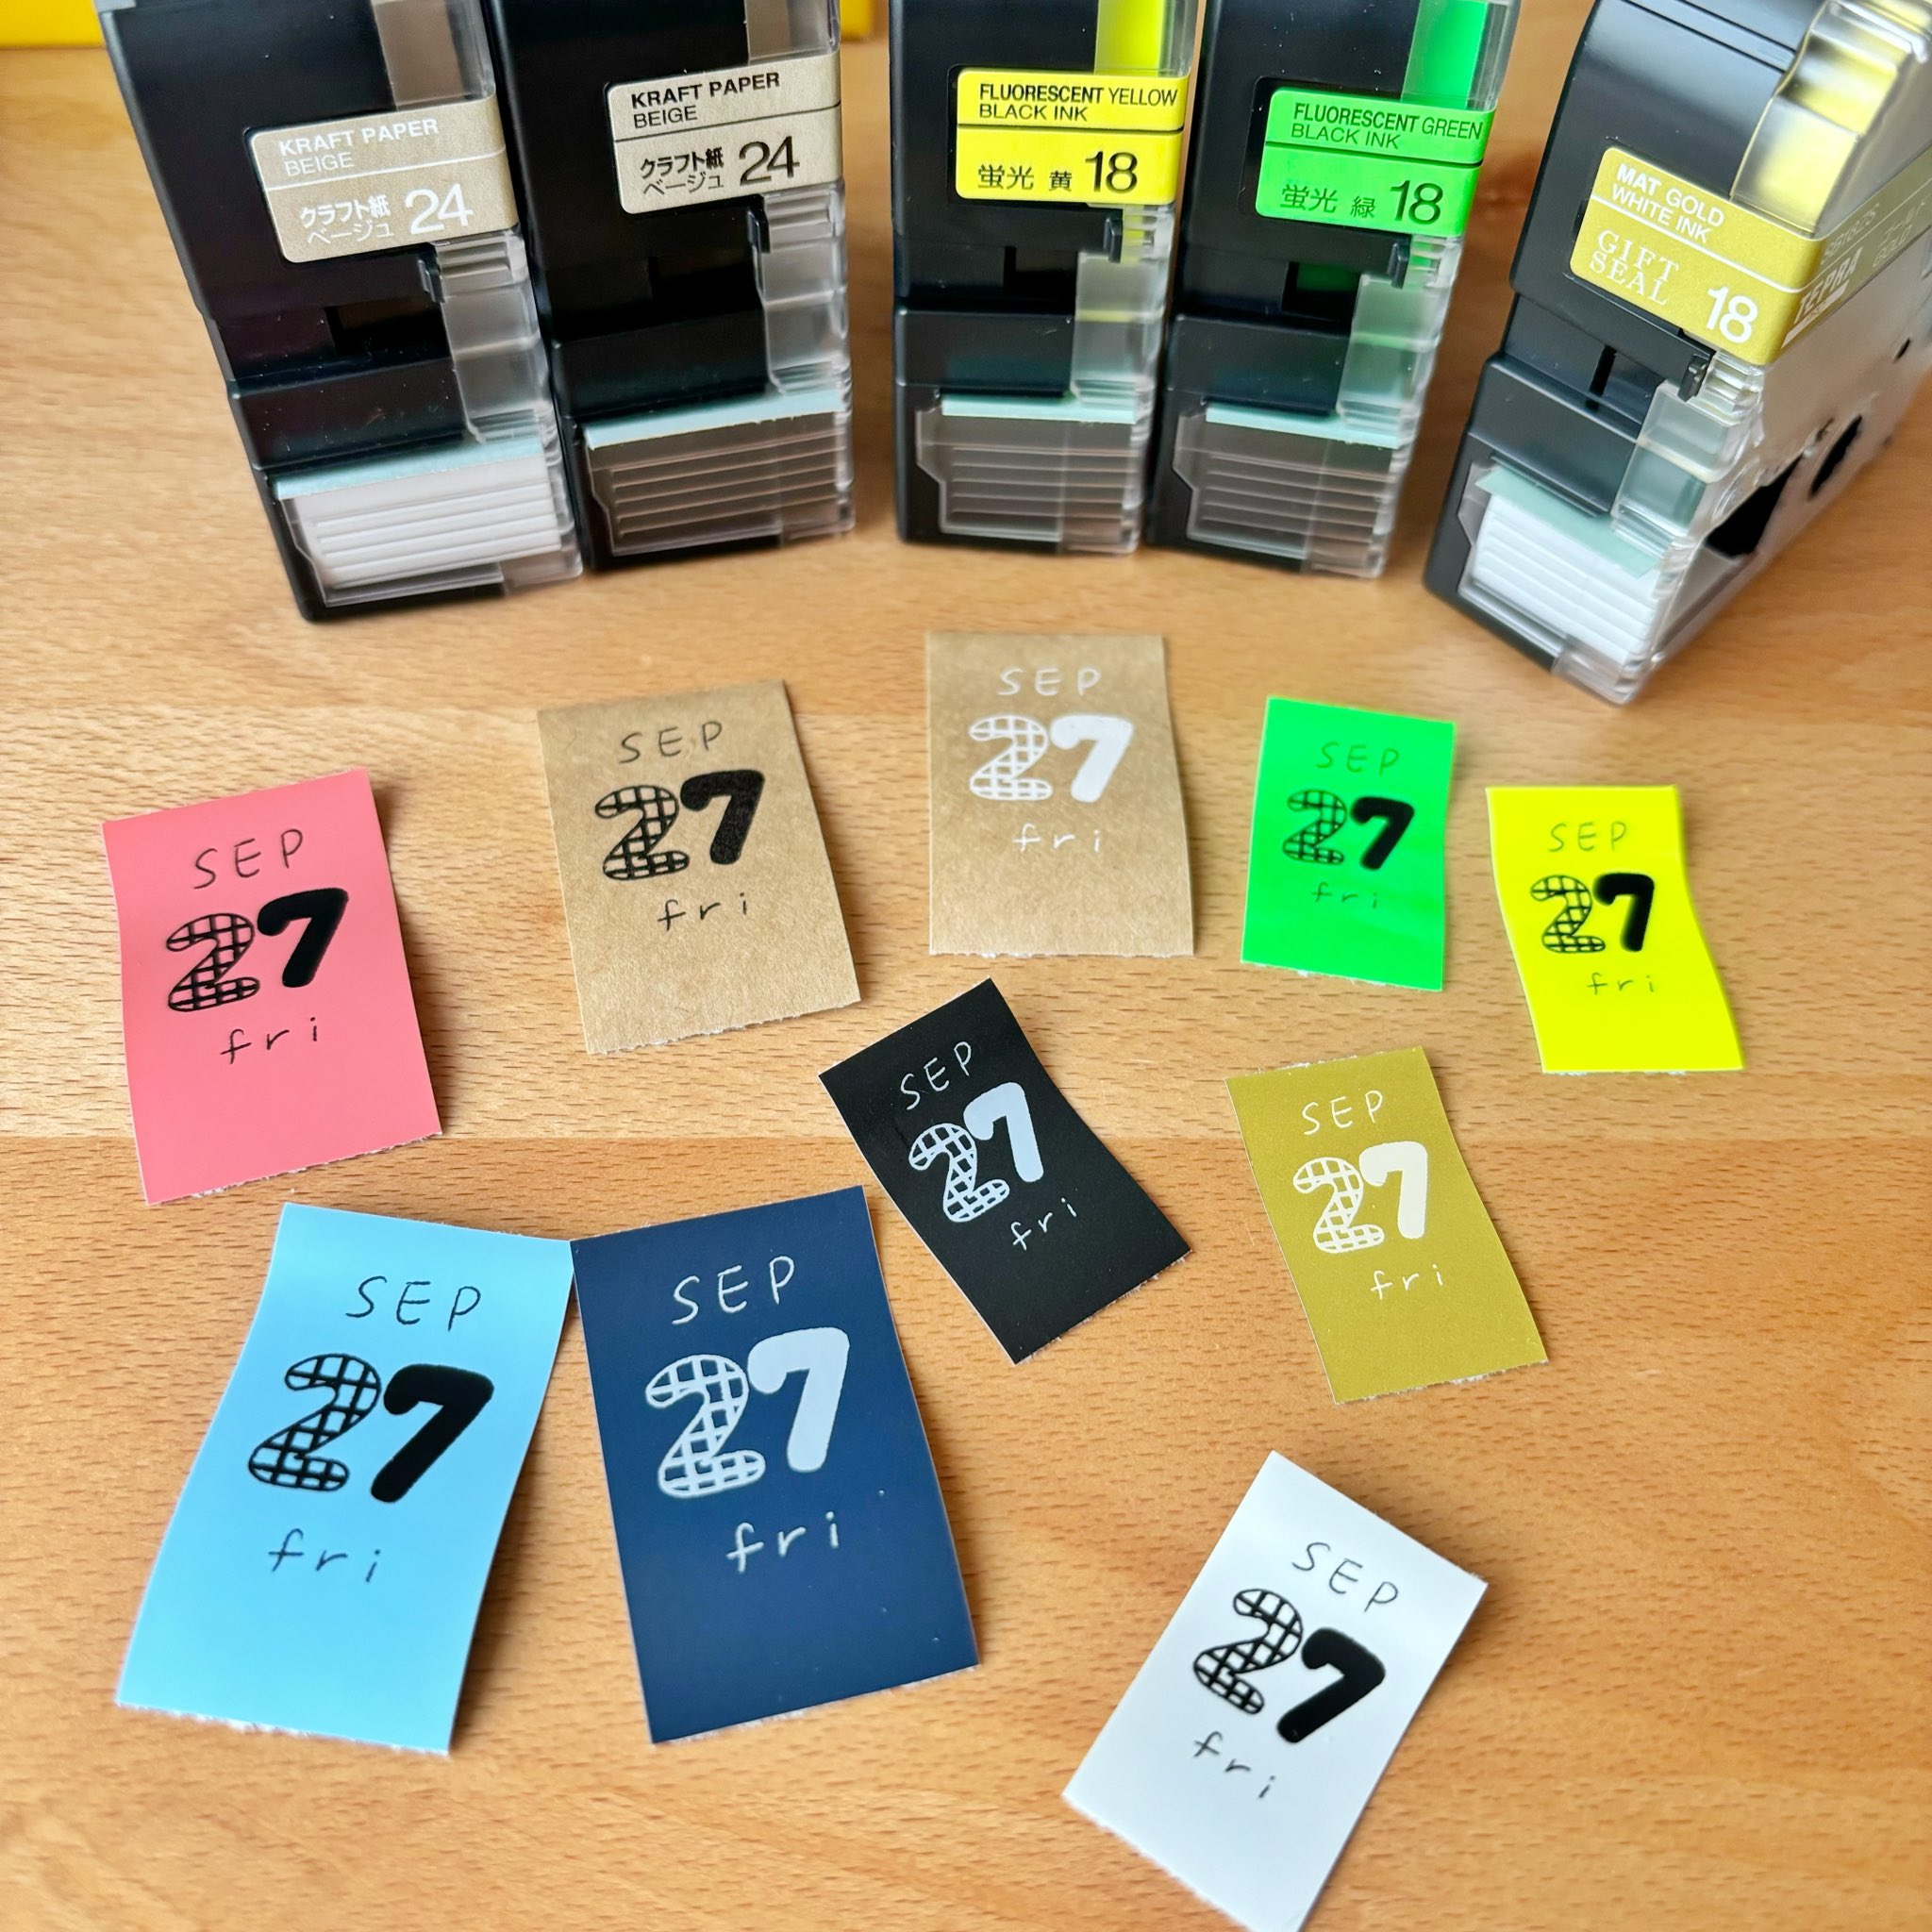 KRAFT PAPER
BEIGE
クラフト紙
ベージュ 24
KRAFT PAPER
BEIGE
クラフト紙
ベージュ 24
FLUORESCENT YELLOW
BLACK INK
蛍光 黄 18
FLUORESCENT GREEN
BLACK INK
蛍光 緑 18
MAT GOLD
WHITE INK
GIFT
SEAL 18
TEPRA
SEP
27
fri
SEP
27
fri
SEP
27
fri
SEP
27
fri
SEP
27
fri
SEP
27
fri
SEP
27
fri
SEP
27
fri
SEP
27
fri
SEP
27
fri